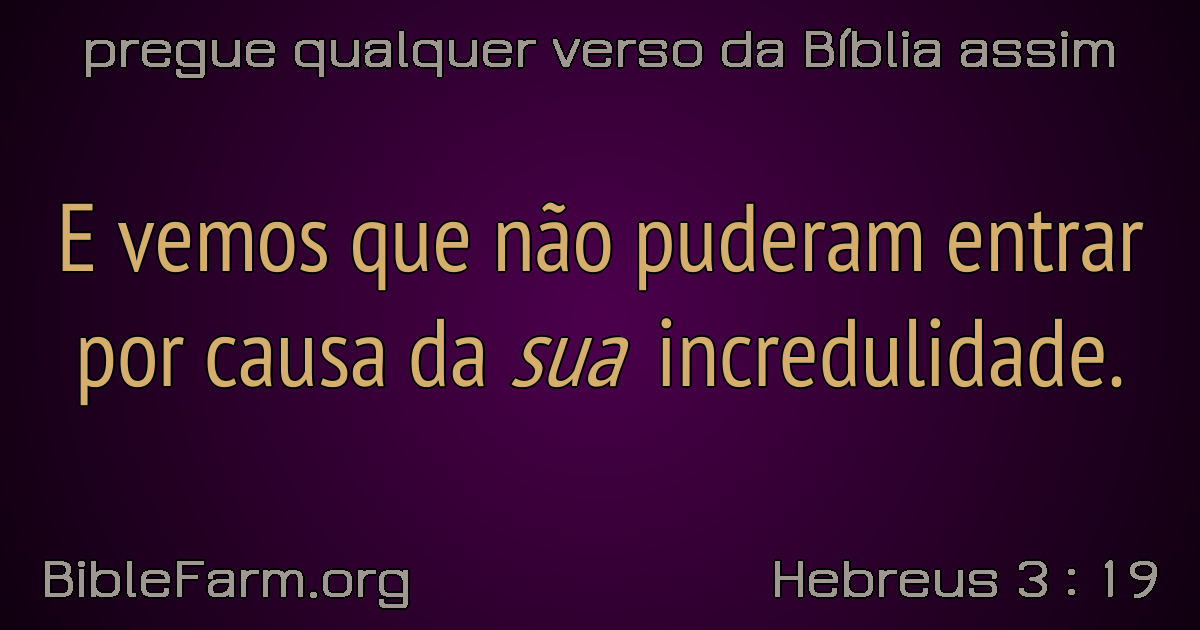 pregue qualquer verso da Bíblia assim
E vemos que não puderam entrar
por causa da sua incredulidade.
BibleFarm.org
Hebreus 3 : 19